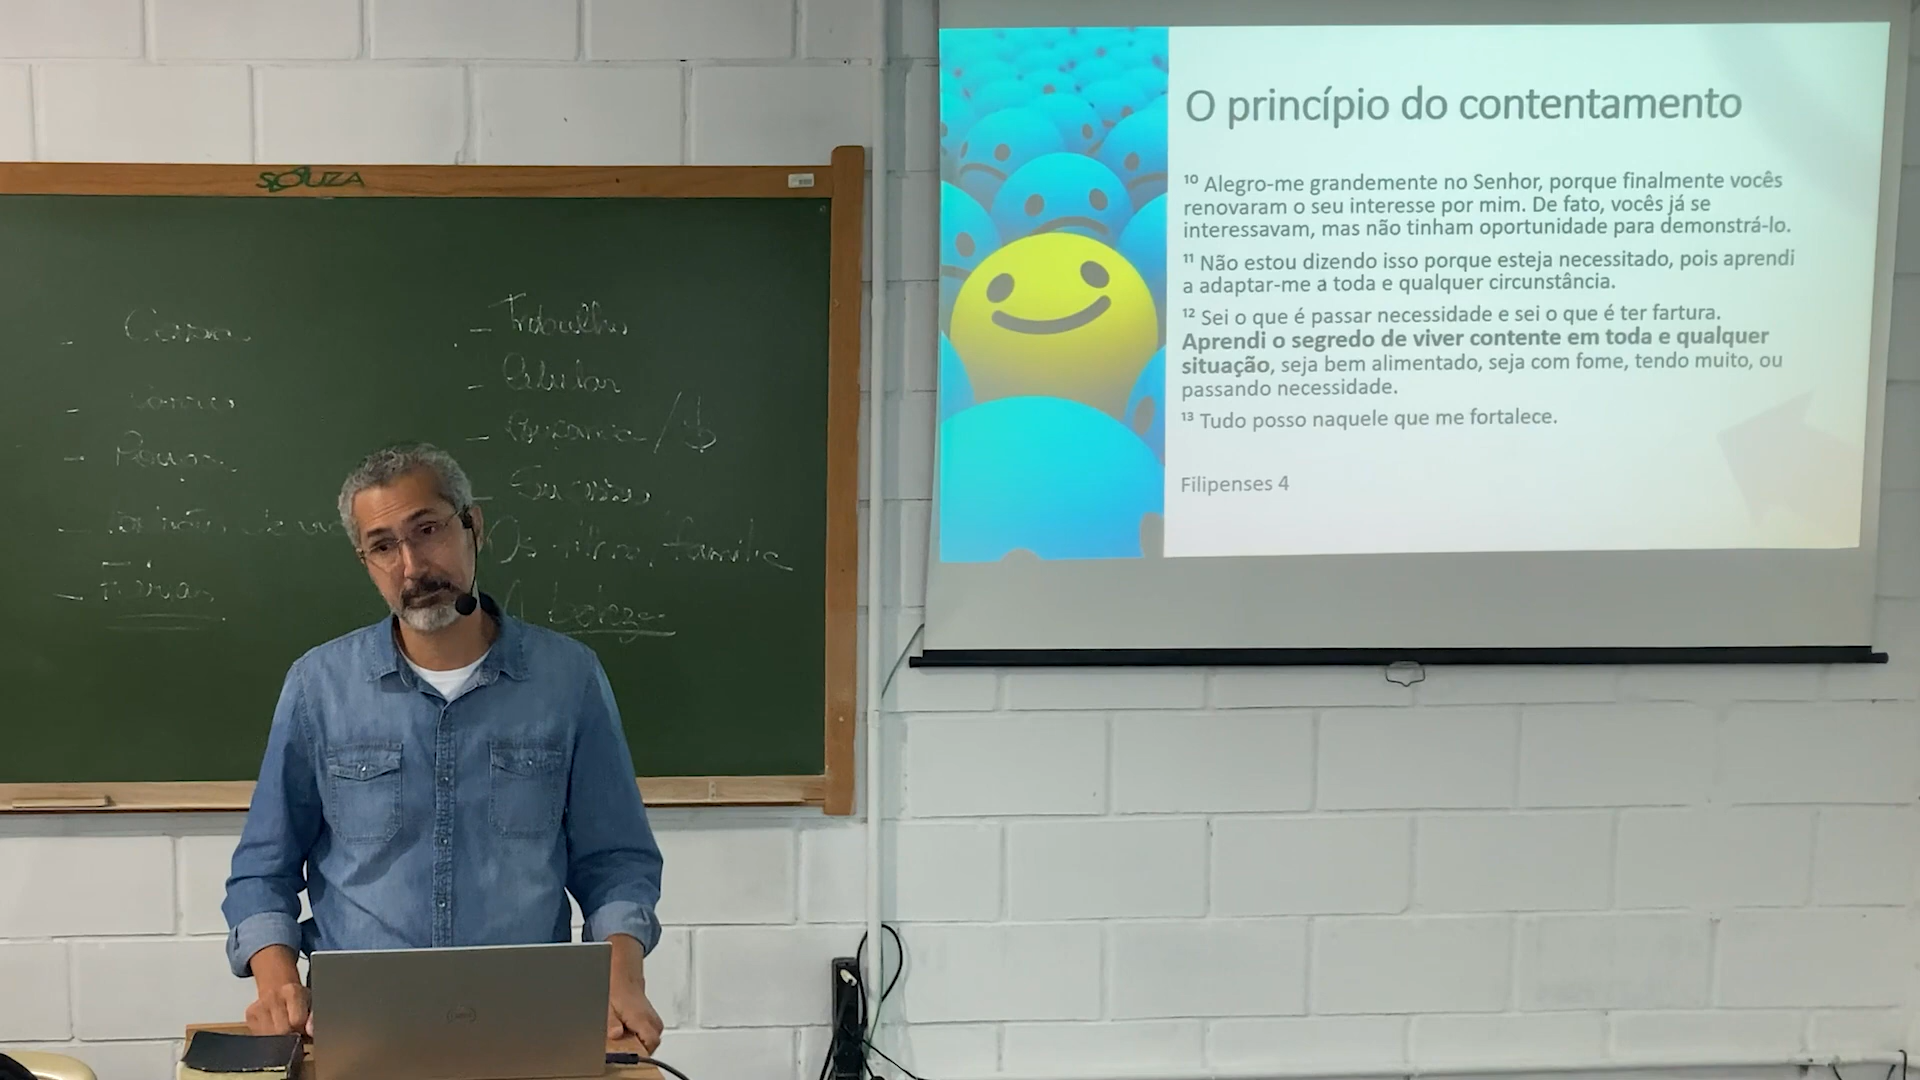 SOUZA
- Casa
- Carro
- Roupa
- Férias
- Trabalho
- Celular
- Poupança / $
- Sucesso
Os filhos, família
A beleza
O princípio do contentamento
¹⁰ Alegro-me grandemente no Senhor, porque finalmente vocês
renovaram o seu interesse por mim. De fato, vocês já se
interessavam, mas não tinham oportunidade para demonstrá-lo.
¹¹ Não estou dizendo isso porque esteja necessitado, pois aprendi
a adaptar-me a toda e qualquer circunstância.
¹² Sei o que é passar necessidade e sei o que é ter fartura.
Aprendi o segredo de viver contente em toda e qualquer
situação, seja bem alimentado, seja com fome, tendo muito, ou
passando necessidade.
¹³ Tudo posso naquele que me fortalece.
Filipenses 4
DELL